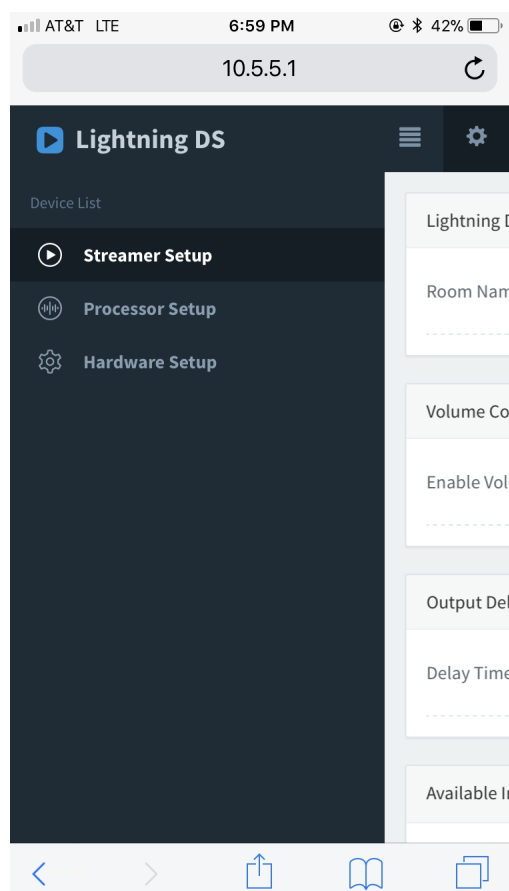 AT&T LTE 6:59 PM 42%
10.5.5.1
Lightning DS
Device List
Streamer Setup
Processor Setup
Hardware Setup
Lightning D
Room Nam
Volume Co
Enable Vol
Output Del
Delay Time
Available In